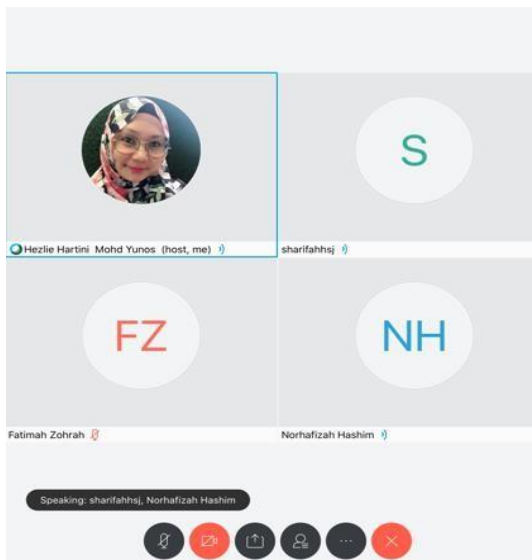 Hezlie Hartini Mohd Yunos (host, me)
S
sharifahhsj
FZ
Fatimah Zohrah
NH
Norhafizah Hashim
Speaking: sharifahhsj, Norhafizah Hashim